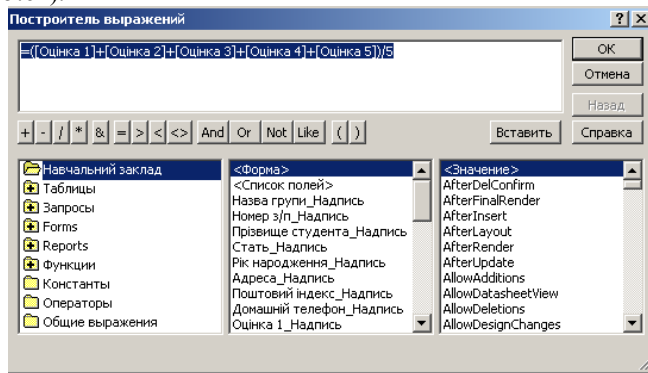 Построитель выражений
=([Оцінка 1]+[Оцінка 2]+[Оцінка 3]+[Оцінка 4]+[Оцінка 5])/5
ОК
Отмена
Назад
+ - / * & = > < <> And Or Not Like ( ) Вставить Справка
Навчальний заклад
Таблицы
Запросы
Forms
Reports
Функции
Константы
Операторы
Общие выражения
<Форма>
<Список полей>
Назва групи_Надпись
Номер з/п_Надпись
Прізвище студента_Надпись
Стать_Надпись
Рік народження_Надпись
Адреса_Надпись
Поштовий індекс_Надпись
Домашній телефон_Надпись
Оцінка 1_Надпись
<Значение>
AfterDelConfirm
AfterFinalRender
AfterInsert
AfterLayout
AfterRender
AfterUpdate
AllowAdditions
AllowDatasheetView
AllowDeletions
AllowDesignChanges